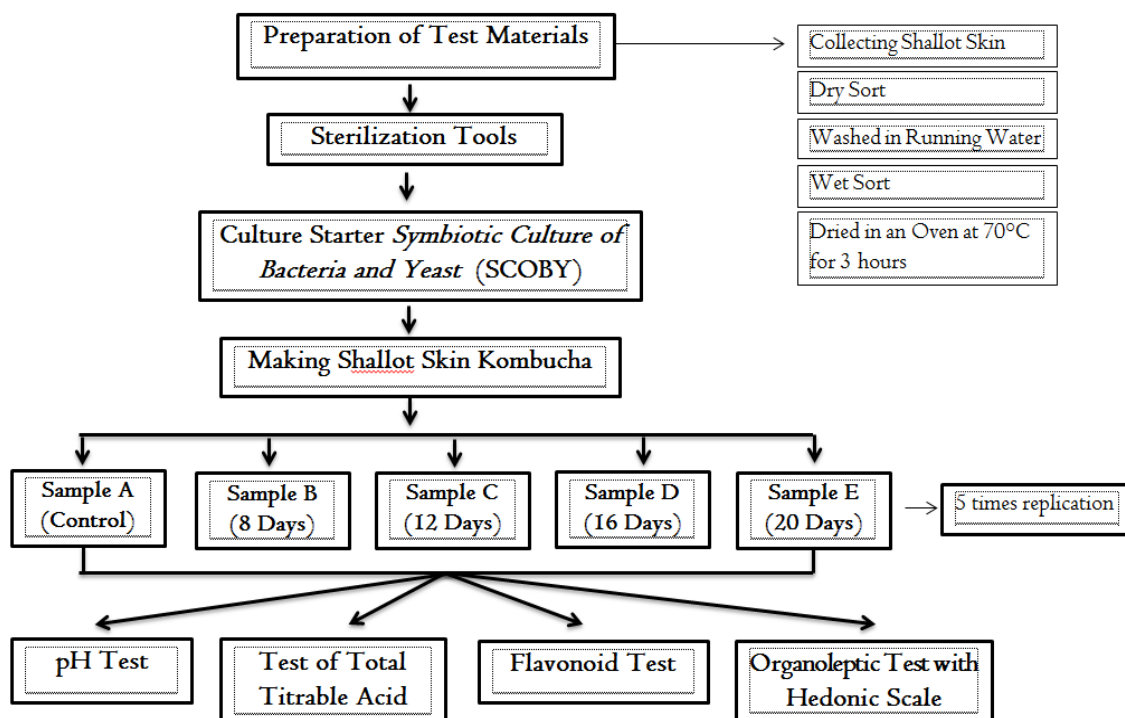 Preparation of Test Materials
Collecting Shallot Skin
Dry Sort
Washed in Running Water
Wet Sort
Dried in an Oven at 70°C
for 3 hours
Sterilization Tools
Culture Starter Symbiotic Culture of
Bacteria and Yeast (SCOBY)
Making Shallot Skin Kombucha
Sample A
(Control)
Sample B
(8 Days)
Sample C
(12 Days)
Sample D
(16 Days)
Sample E
(20 Days)
5 times replication
pH Test
Test of Total
Titrable Acid
Flavonoid Test
Organoleptic Test with
Hedonic Scale